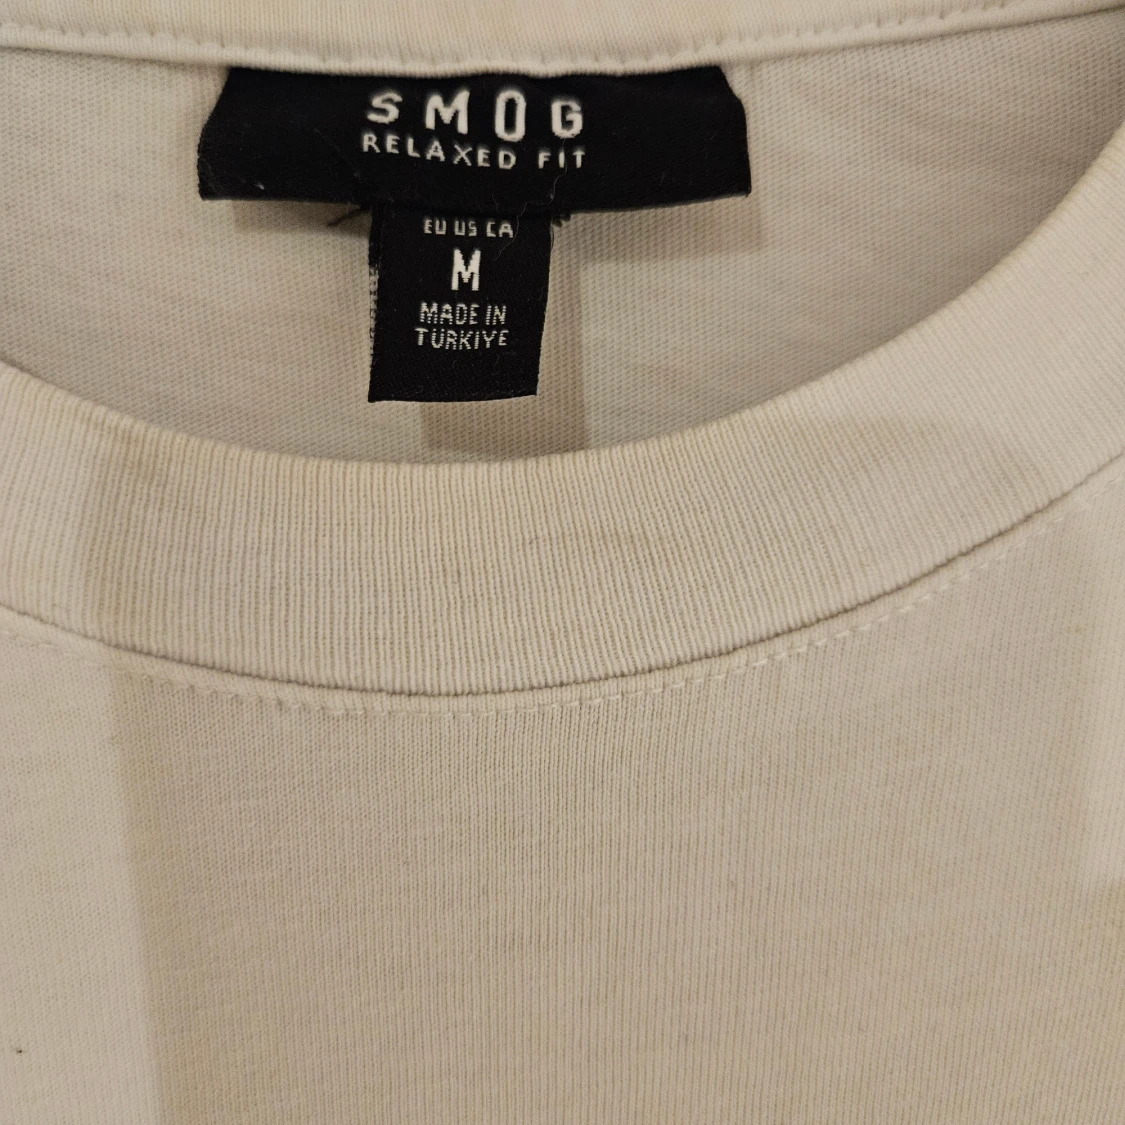 SMOG
RELAXED FIT
EU US CA
M
MADE IN
TÜRKIYE